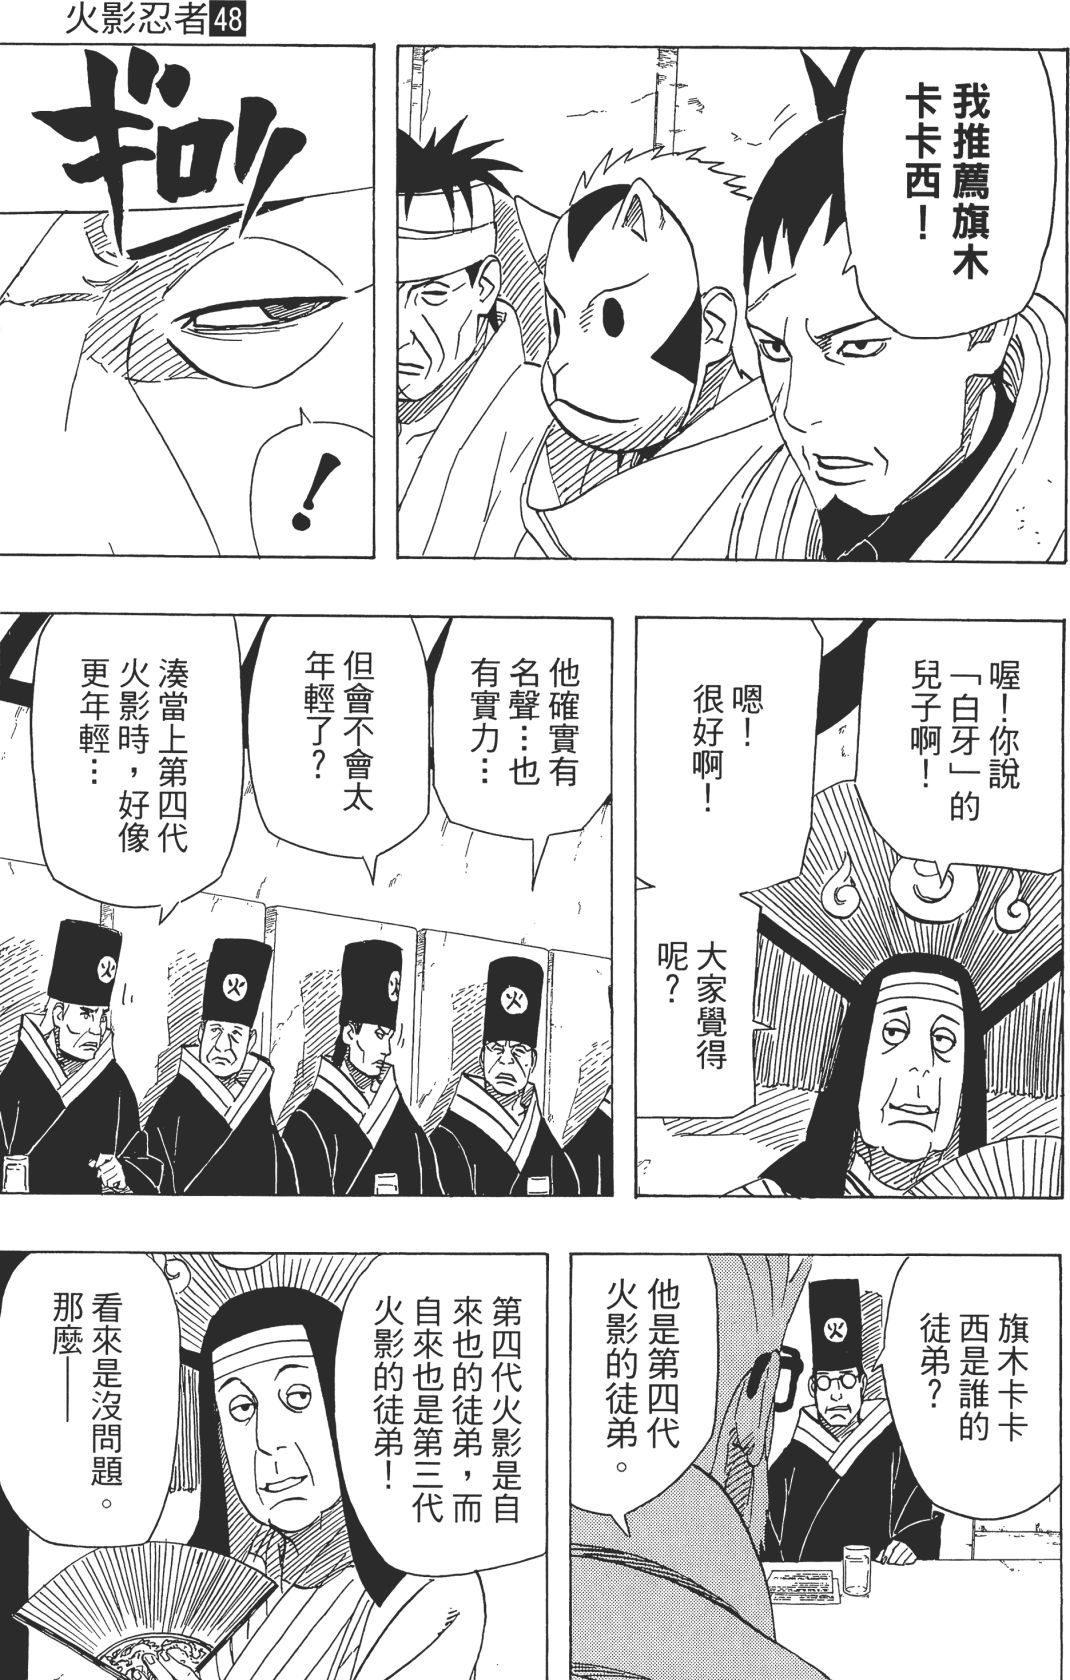 火影忍者48
我推薦旗木
卡卡西！
ギロリ
！
喔！你說
「白牙」的
兒子啊！
嗯！
很好啊！
大家覺得
呢？
他確實有
名聲…也
有實力…
但會不會太
年輕了？
湊當上第四代
火影時，好像
更年輕…
火
火
火
火
旗木卡卡
西是誰的
徒弟？
火
他是第四代
火影的徒弟。
第四代火影是自
來也的徒弟，而
自來也是第三代
火影的徒弟！
看來是沒問題。
那麼—